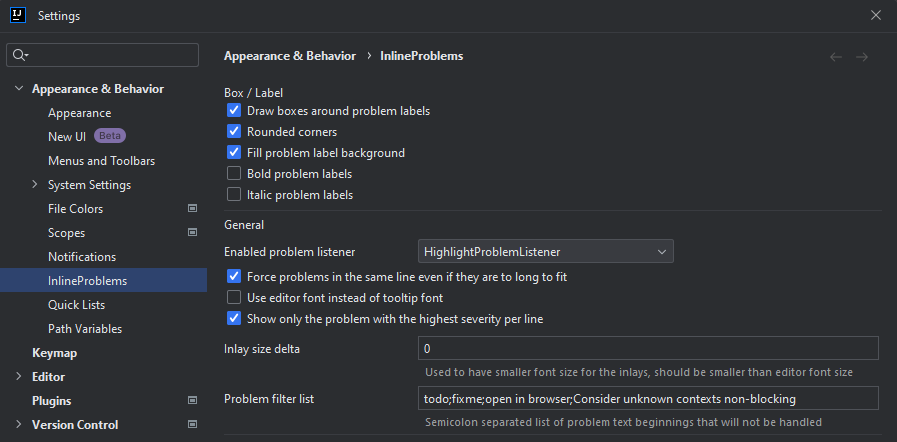 IJ Settings
Appearance & Behavior › InlineProblems
Appearance & Behavior
Appearance
New UI Beta
Menus and Toolbars
System Settings
File Colors
Scopes
Notifications
InlineProblems
Quick Lists
Path Variables
Keymap
Editor
Plugins
Version Control
Box / Label
Draw boxes around problem labels
Rounded corners
Fill problem label background
Bold problem labels
Italic problem labels
General
Enabled problem listener HighlightProblemListener
Force problems in the same line even if they are to long to fit
Use editor font instead of tooltip font
Show only the problem with the highest severity per line
Inlay size delta 0
Used to have smaller font size for the inlays, should be smaller than editor font size
Problem filter list todo;fixme;open in browser;Consider unknown contexts non-blocking
Semicolon separated list of problem text beginnings that will not be handled